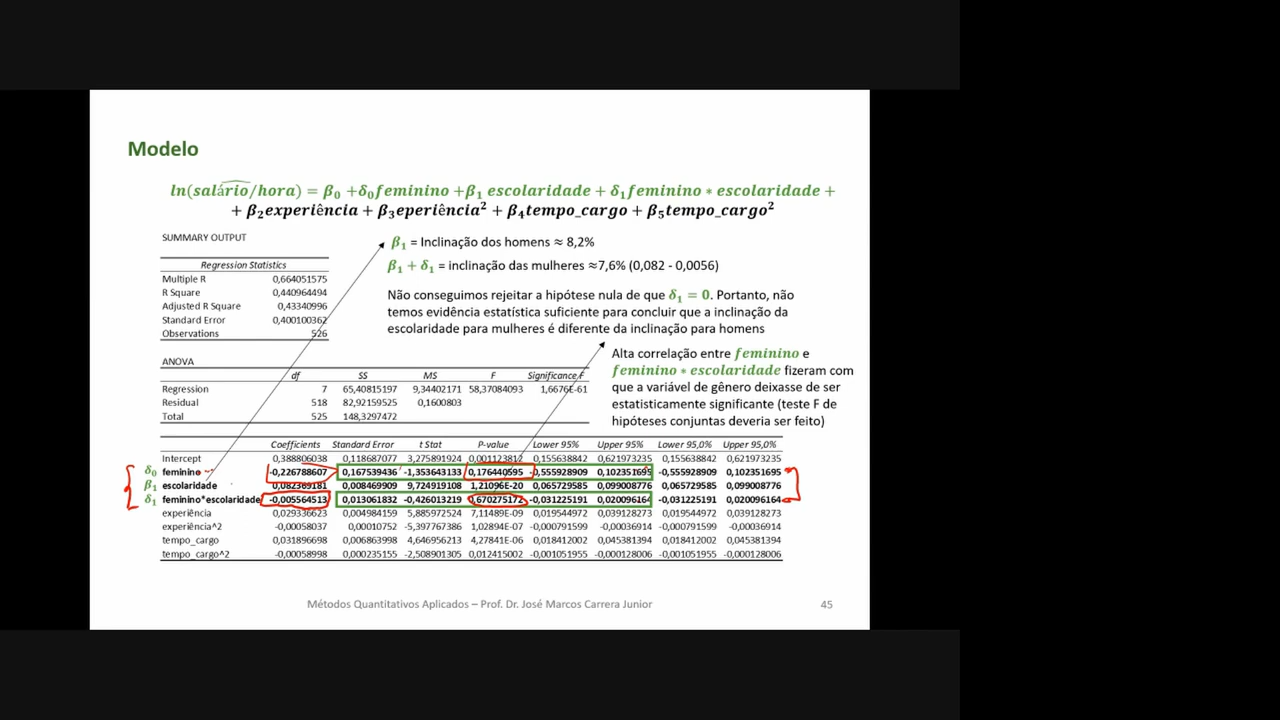 Modelo
ln(salário/hora) = β₀ +δ₀feminino +β₁ escolaridade + δ₁feminino * escolaridade +
+ β₂experiência + β₃eperiência² + β₄tempo_cargo + β₅tempo_cargo²
SUMMARY OUTPUT
Regression Statistics
Multiple R 0,664051575
R Square 0,440964494
Adjusted R Square 0,43340996
Standard Error 0,400100362
Observations 526
β₁ = Inclinação dos homens ≈ 8,2%
β₁ + δ₁ = inclinação das mulheres ≈7,6% (0,082 - 0,0056)
Não conseguimos rejeitar a hipótese nula de que δ₁ = 0. Portanto, não
temos evidência estatística suficiente para concluir que a inclinação da
escolaridade para mulheres é diferente da inclinação para homens
Alta correlação entre feminino e
feminino * escolaridade fizeram com
que a variável de gênero deixasse de ser
estatisticamente significante (teste F de
hipóteses conjuntas deveria ser feito)
ANOVA
df SS MS F Significance F
Regression 7 65,40815197 9,34402171 58,37084093 1,6676E-61
Residual 518 82,92159525 0,1600803
Total 525 148,3297472
Coefficients Standard Error t Stat P-value Lower 95% Upper 95% Lower 95,0% Upper 95,0%
Intercept 0,388806038 0,118687077 3,275891924 0,001123812 0,155638842 0,621973235 0,155638842 0,621973235
δ₀ feminino -0,226788607 0,167539436 -1,353643133 0,176440595 -0,555928909 0,102351695 -0,555928909 0,102351695
β₁ escolaridade 0,082369181 0,008469909 9,724919108 1,21096E-20 0,065729585 0,099008776 0,065729585 0,099008776
δ₁ feminino*escolaridade -0,005564513 0,013061832 -0,426013219 0,670275172 -0,031225191 0,020096164 -0,031225191 0,020096164
experiência 0,029336623 0,004984159 5,885972524 7,11489E-09 0,019544972 0,039128273 0,019544972 0,039128273
experiência^2 -0,00058037 0,00010752 -5,397767386 1,02894E-07 -0,000791599 -0,00036914 -0,000791599 -0,00036914
tempo_cargo 0,031896698 0,006863998 4,646956213 4,27841E-06 0,018412002 0,045381394 0,018412002 0,045381394
tempo_cargo^2 -0,00058998 0,000235155 -2,508901305 0,012415002 -0,001051955 -0,000128006 -0,001051955 -0,000128006
Métodos Quantitativos Aplicados – Prof. Dr. José Marcos Carrera Junior
45